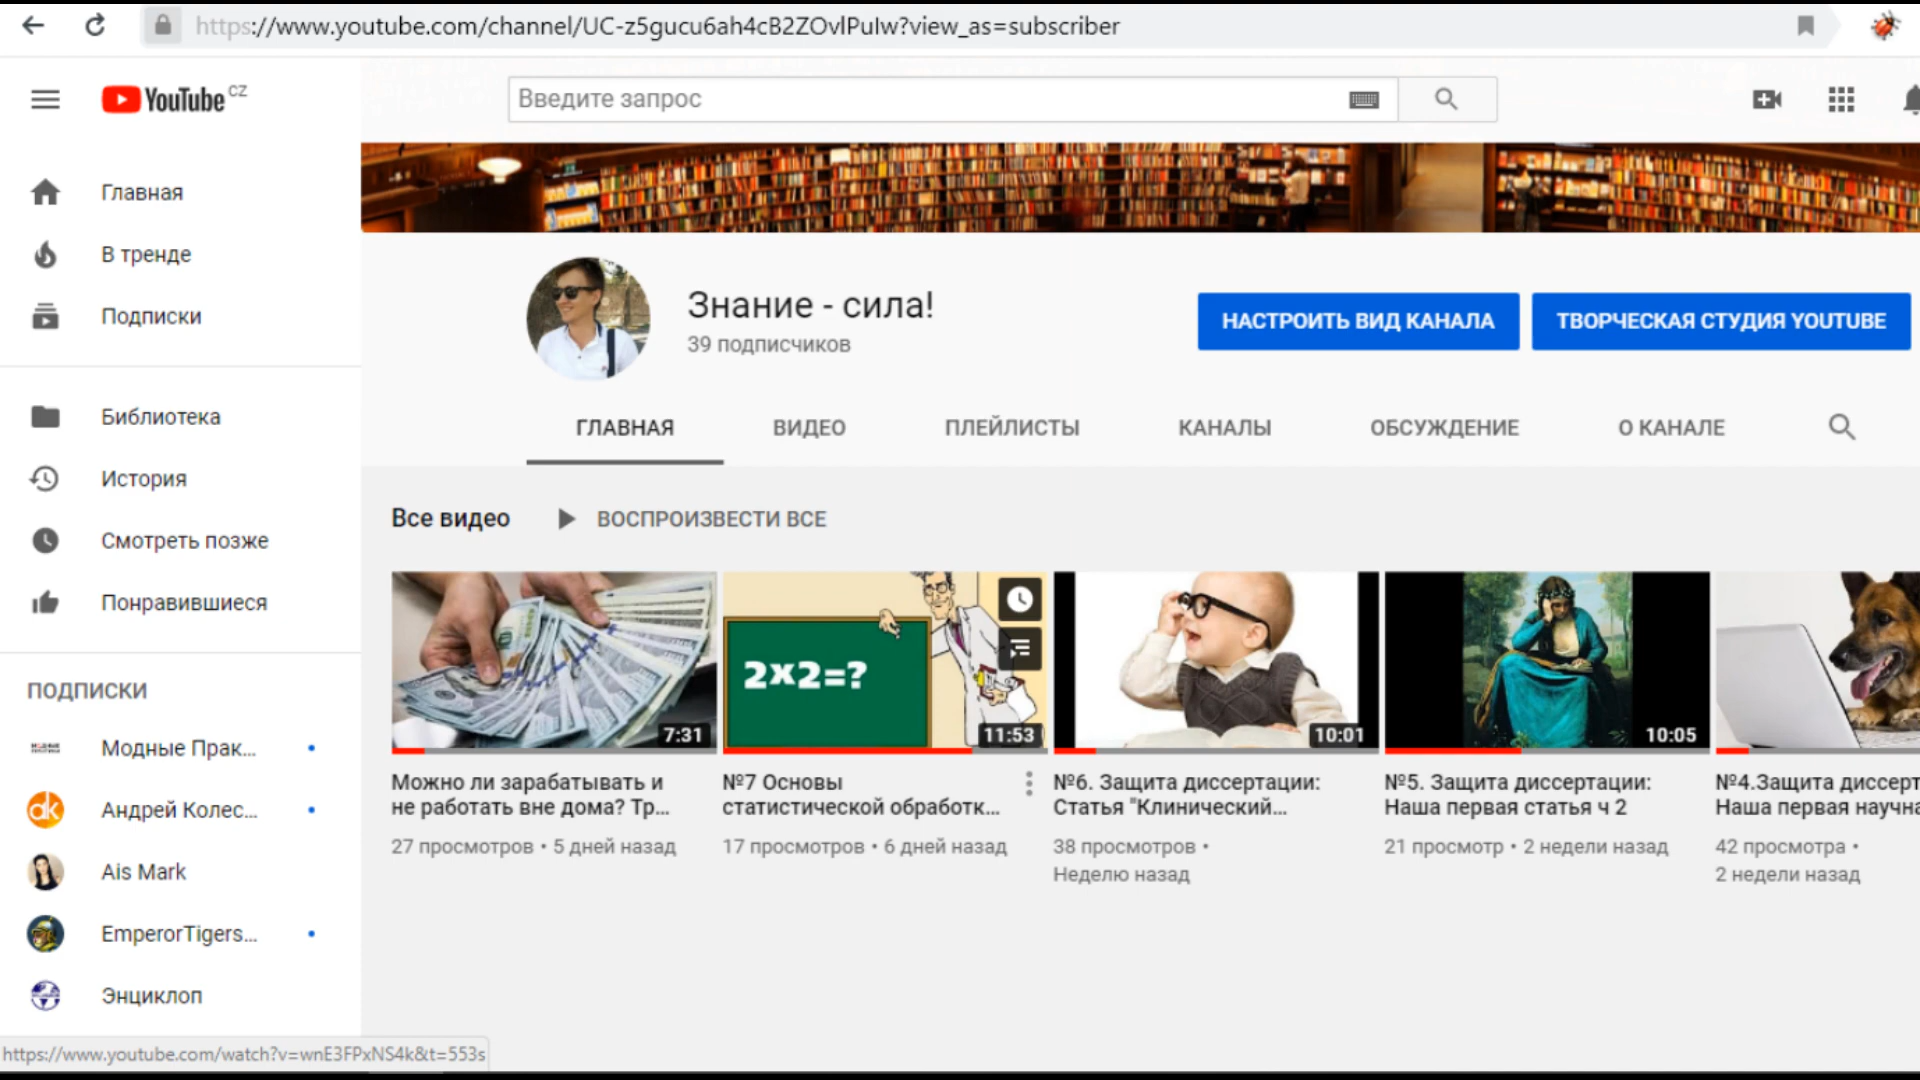 https://www.youtube.com/channel/UC-z5gucu6ah4cB2ZOvlPuIw?view_as=subscriber
YouTube CZ
Введите запрос
Главная
В тренде
Подписки
Библиотека
История
Смотреть позже
Понравившиеся
ПОДПИСКИ
Модные Прак...
Андрей Колес...
Ais Mark
EmperorTigers...
Энциклоп
Знание - сила!
39 подписчиков
НАСТРОИТЬ ВИД КАНАЛА
ТВОРЧЕСКАЯ СТУДИЯ YOUTUBE
ГЛАВНАЯ ВИДЕО ПЛЕЙЛИСТЫ КАНАЛЫ ОБСУЖДЕНИЕ О КАНАЛЕ
Все видео ВОСПРОИЗВЕСТИ ВСЕ
7:31
Можно ли зарабатывать и
не работать вне дома? Тр...
27 просмотров • 5 дней назад
2x2=?
11:53
№7 Основы
статистической обработк...
17 просмотров • 6 дней назад
10:01
№6. Защита диссертации:
Статья "Клинический...
38 просмотров •
Неделю назад
10:05
№5. Защита диссертации:
Наша первая статья ч 2
21 просмотр • 2 недели назад
№4.Защита диссерт
Наша первая научна
42 просмотра •
2 недели назад
https://www.youtube.com/watch?v=wnE3FPxNS4k&t=553s